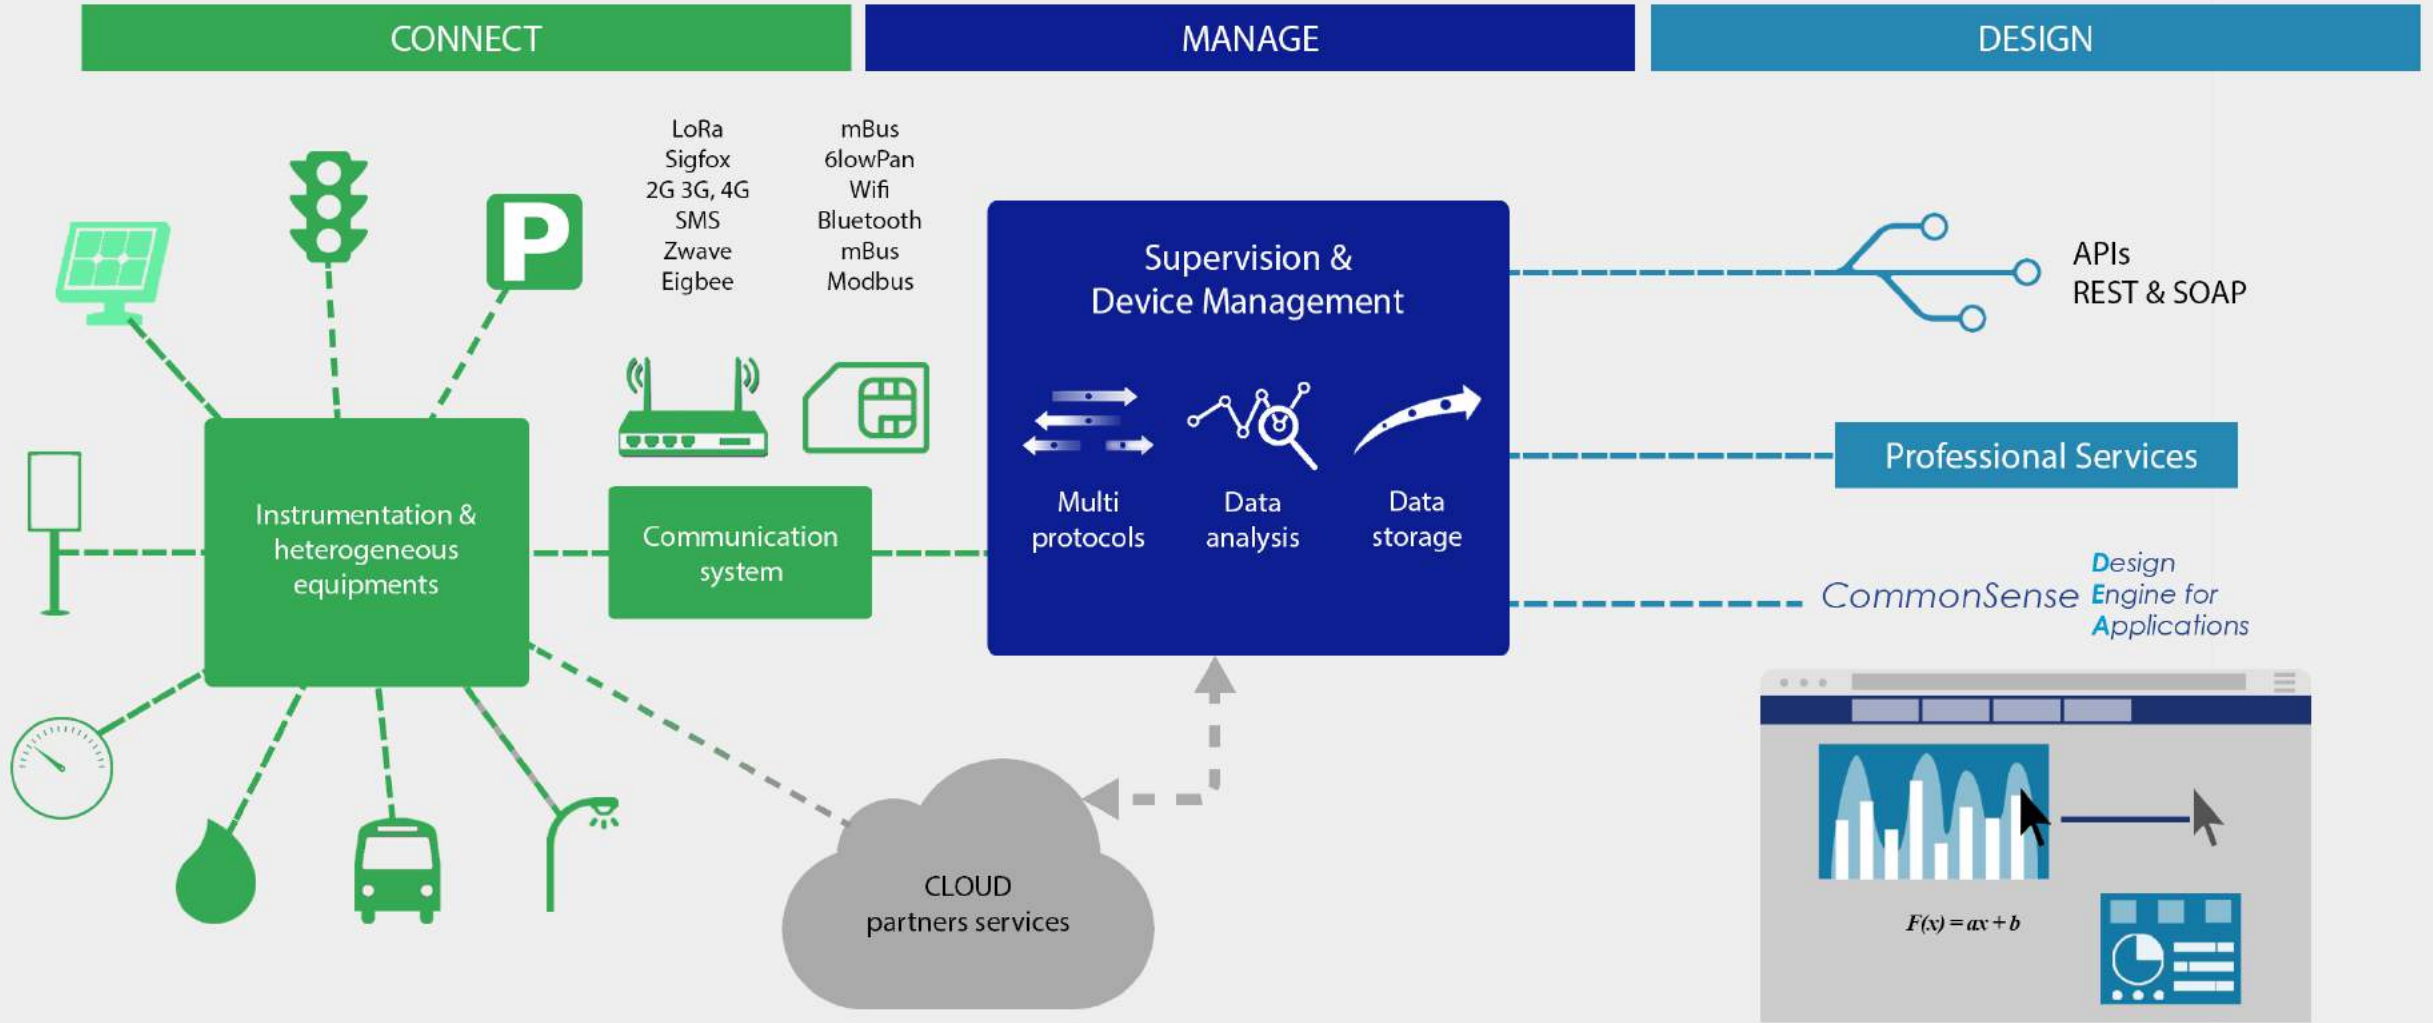 CONNECT
MANAGE
DESIGN
LoRa
Sigfox
2G 3G, 4G
SMS
Zwave
Eigbee
mBus
6lowPan
Wifi
Bluetooth
mBus
Modbus
P
Instrumentation &
heterogeneous
equipments
Communication
system
Supervision &
Device Management
Multi
protocols
Data
analysis
Data
storage
CLOUD
partners services
APIs
REST & SOAP
Professional Services
CommonSense
Design
Engine for
Applications
F(x) = ax + b